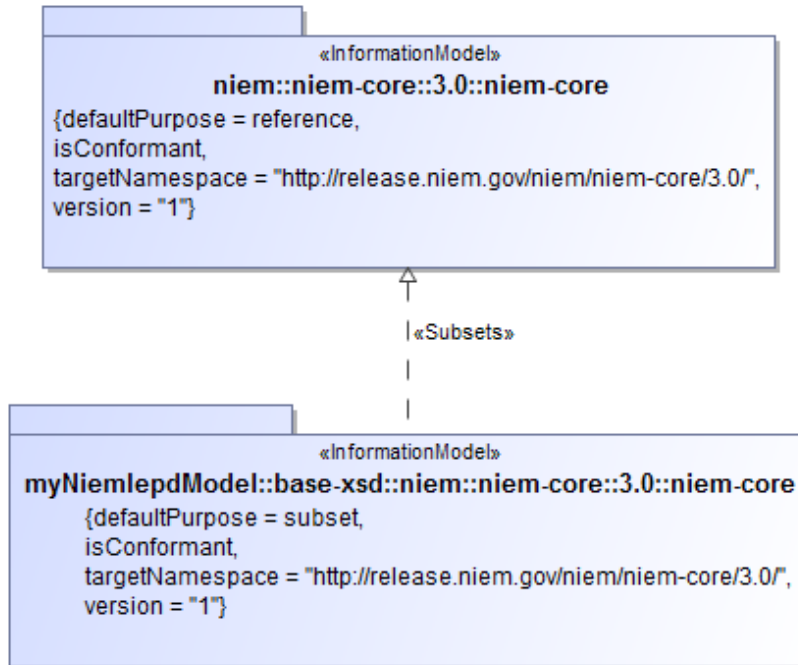 «InformationModel»
niem::niem-core::3.0::niem-core
{defaultPurpose = reference,
isConformant,
targetNamespace = "http://release.niem.gov/niem/niem-core/3.0/",
version = "1"}
«Subsets»
«InformationModel»
myNiemIepdModel::base-xsd::niem::niem-core::3.0::niem-core
{defaultPurpose = subset,
isConformant,
targetNamespace = "http://release.niem.gov/niem/niem-core/3.0/",
version = "1"}